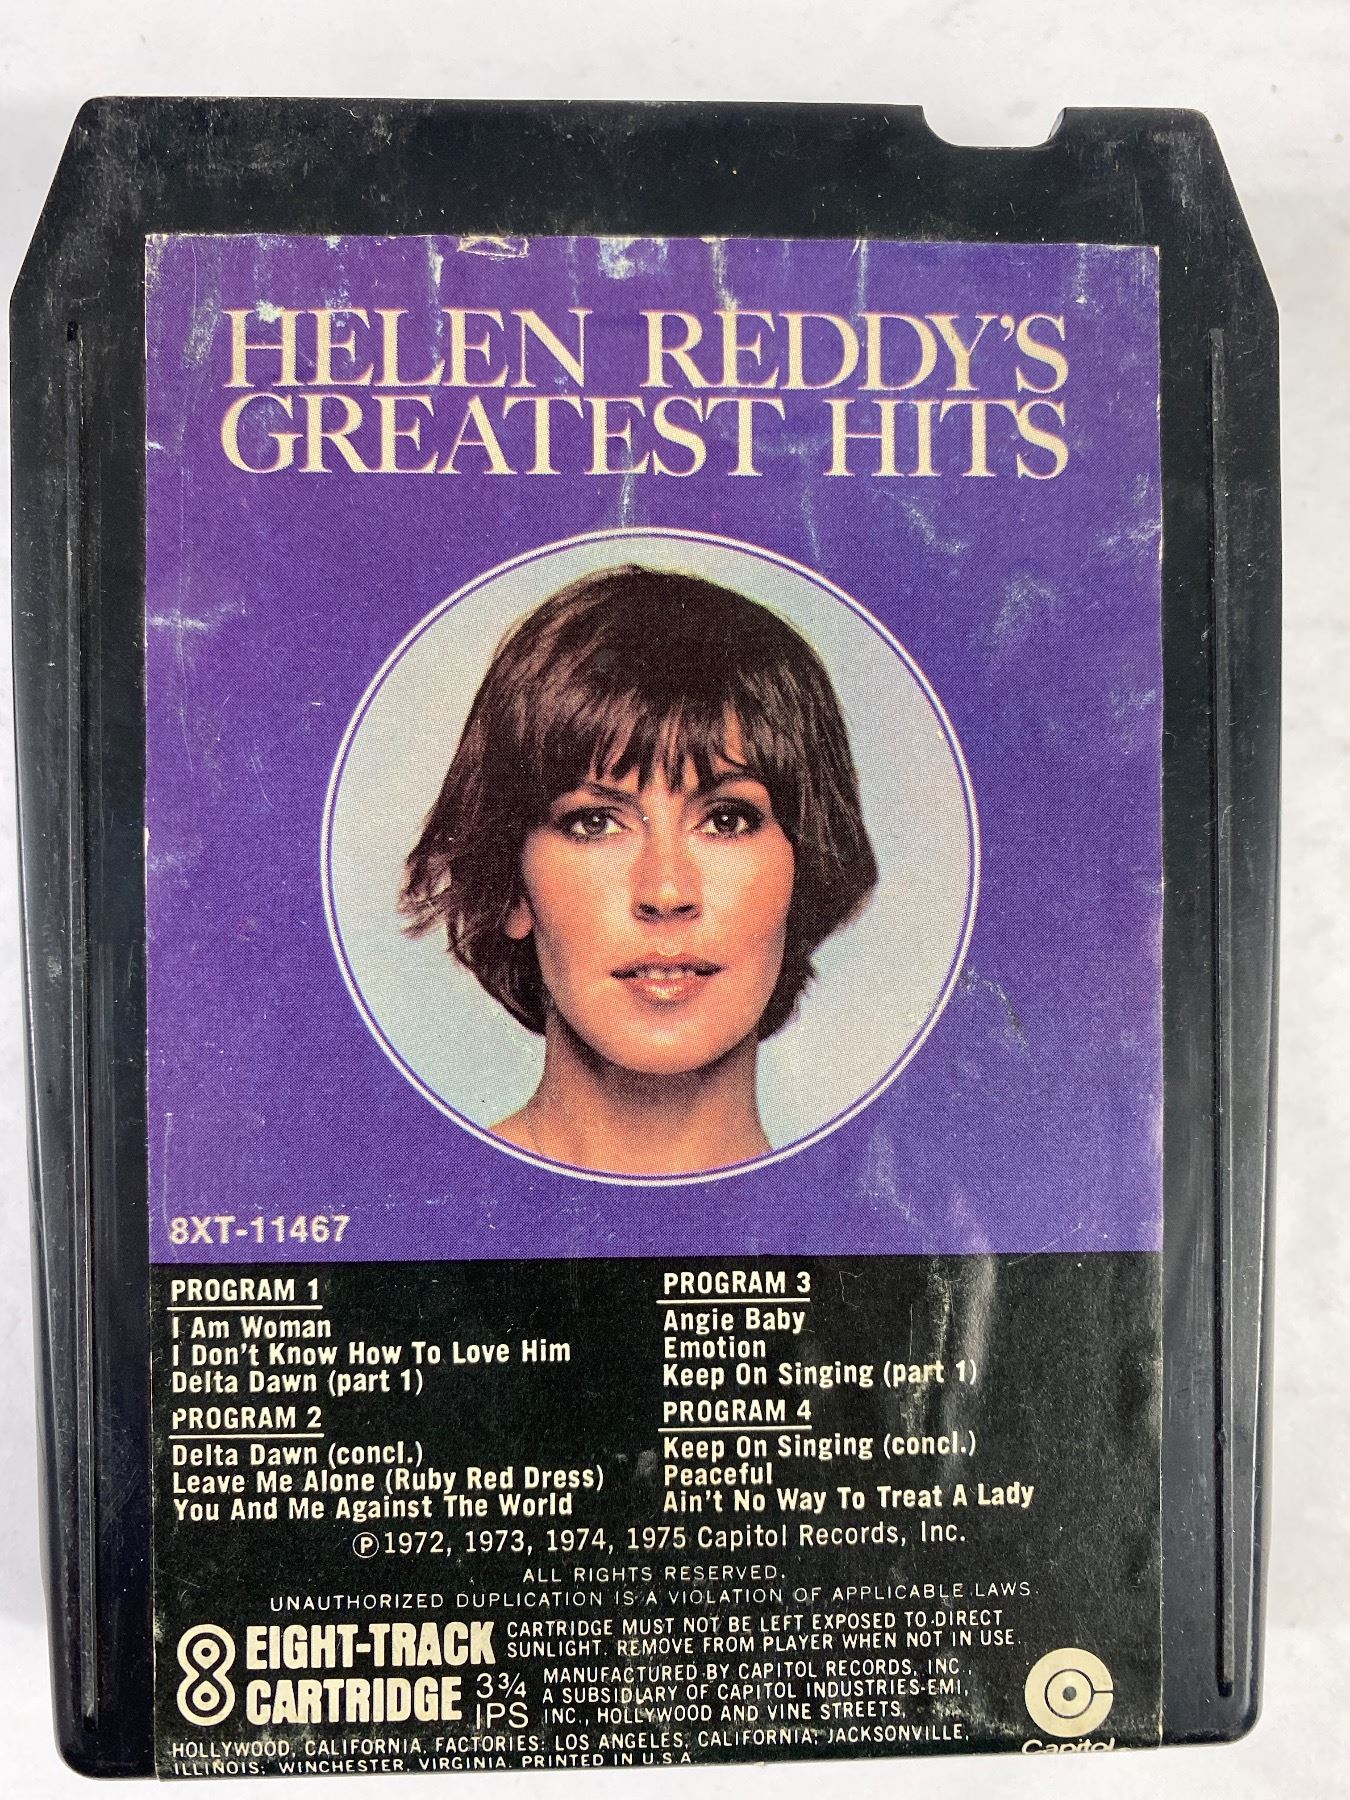 HELEN REDDY'S
GREATEST HITS
8XT-11467
PROGRAM 1
I Am Woman
I Don't Know How To Love Him
Delta Dawn (part 1)
PROGRAM 2
Delta Dawn (concl.)
Leave Me Alone (Ruby Red Dress)
You And Me Against The World
PROGRAM 3
Angie Baby
Emotion
Keep On Singing (part 1)
PROGRAM 4
Keep On Singing (concl.)
Peaceful
Ain't No Way To Treat A Lady
℗1972, 1973, 1974, 1975 Capitol Records, Inc.
ALL RIGHTS RESERVED.
UNAUTHORIZED DUPLICATION IS A VIOLATION OF APPLICABLE LAWS.
8 EIGHT-TRACK
CARTRIDGE
3¾
IPS
CARTRIDGE MUST NOT BE LEFT EXPOSED TO DIRECT
SUNLIGHT. REMOVE FROM PLAYER WHEN NOT IN USE.
MANUFACTURED BY CAPITOL RECORDS, INC.,
A SUBSIDIARY OF CAPITOL INDUSTRIES-EMI,
INC., HOLLYWOOD AND VINE STREETS,
HOLLYWOOD, CALIFORNIA, FACTORIES: LOS ANGELES, CALIFORNIA; JACKSONVILLE,
ILLINOIS; WINCHESTER, VIRGINIA. PRINTED IN U.S.A.
Capitol